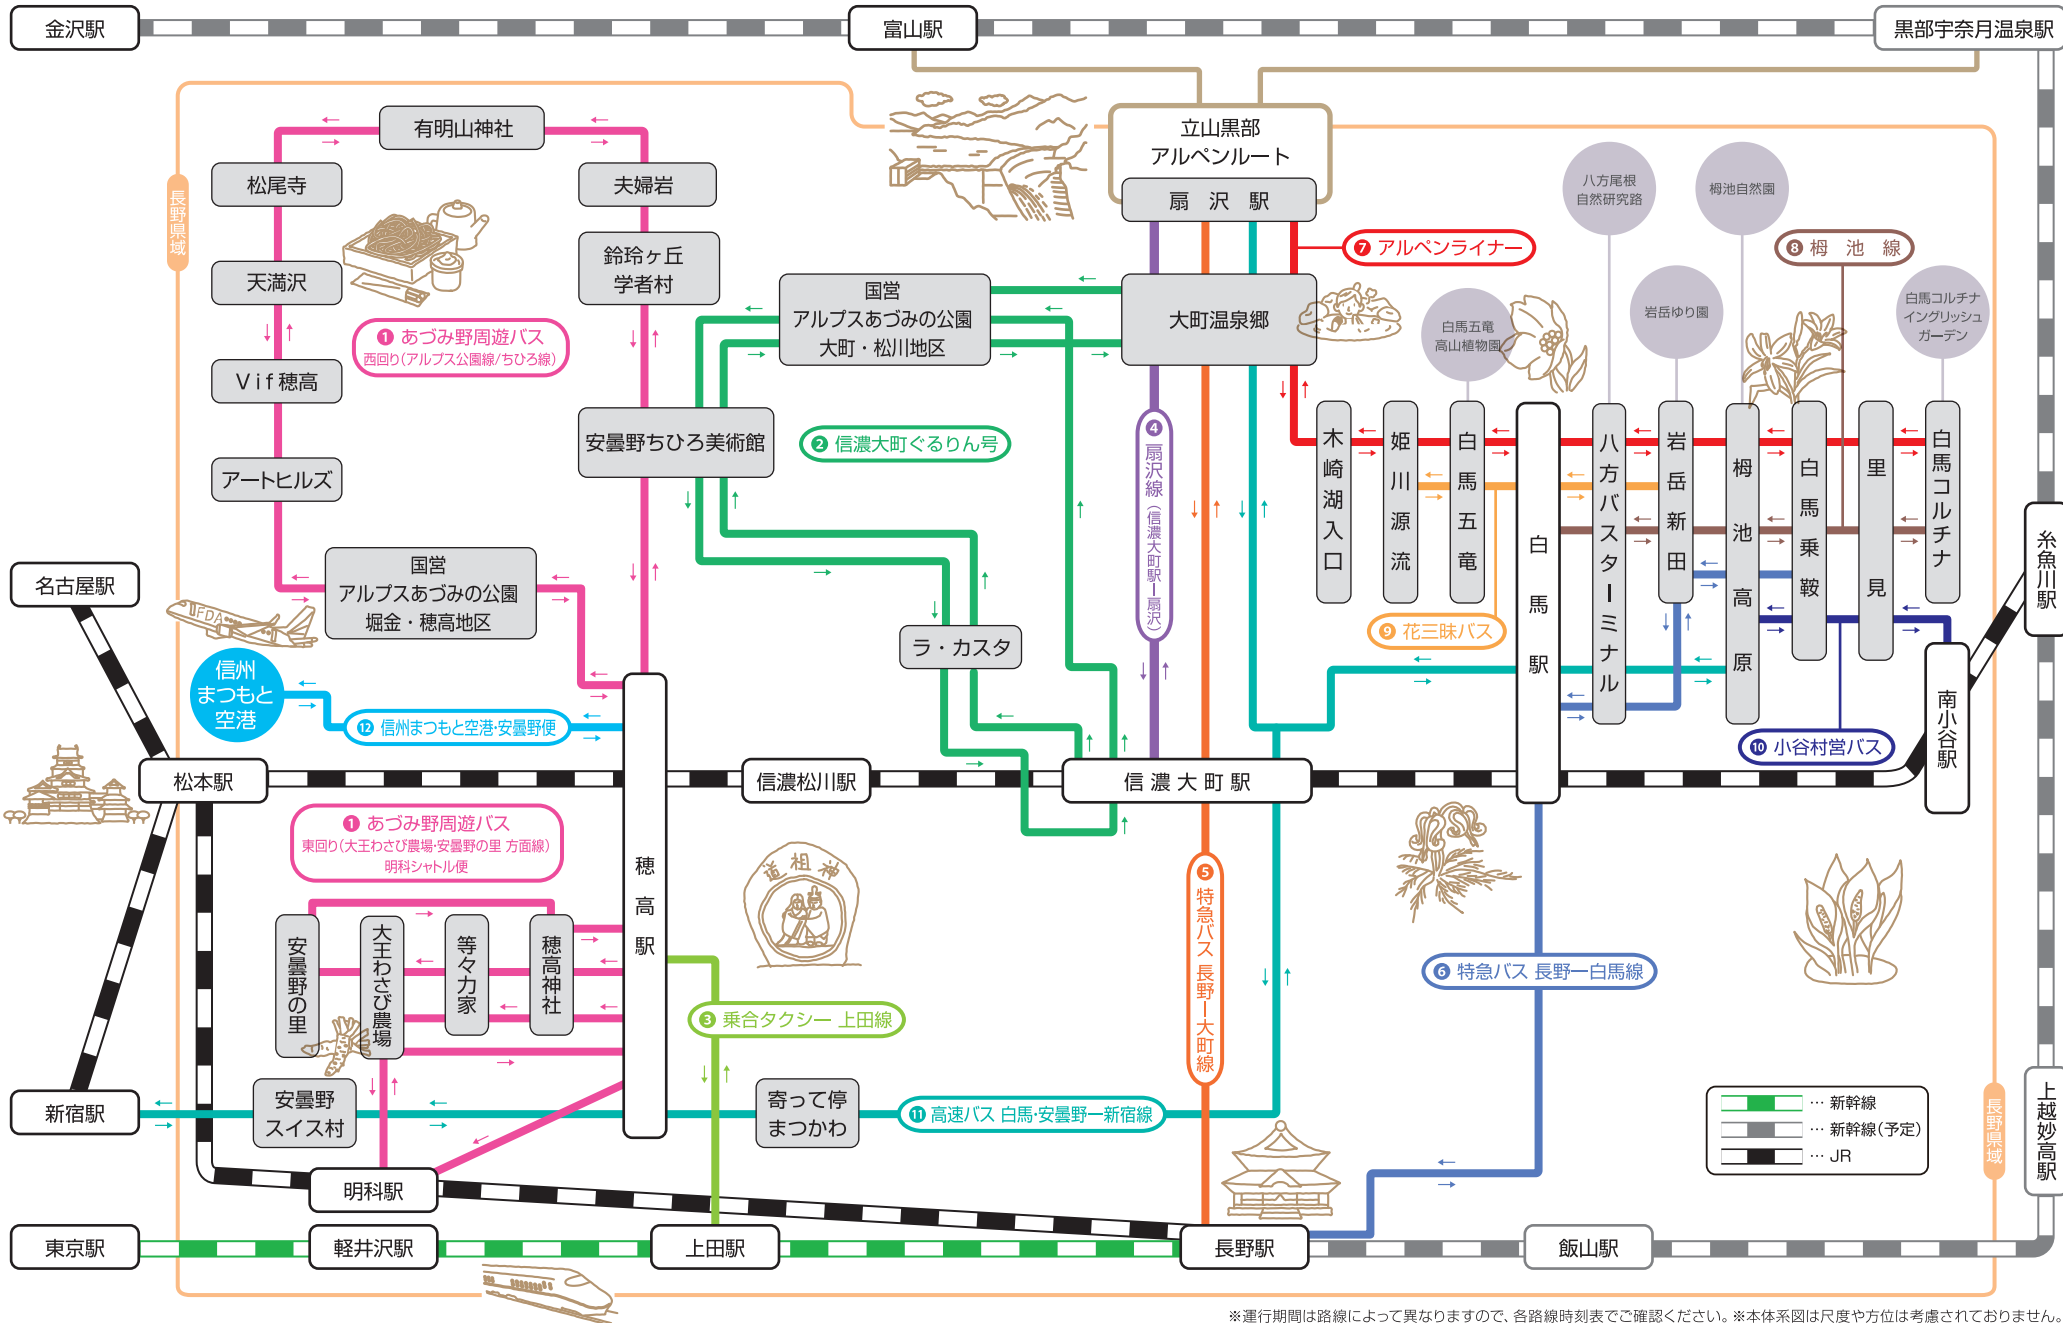 金沢駅
富山駅
黒部宇奈月温泉駅
有明山神社
立山黒部
アルペンルート
扇沢駅
松尾寺
夫婦岩
長野県域
八方尾根
自然研究路
栂池自然園
❼ アルペンライナー
❽ 栂池線
鈴玲ヶ丘
学者村
天満沢
国営
アルプスあづみの公園
大町・松川地区
大町温泉郷
白馬五竜
高山植物園
岩岳ゆり園
白馬コルチナ
イングリッシュ
ガーデン
❶ あづみ野周遊バス
西回り(アルプス公園線/ちひろ線)
Vif穂高
安曇野ちひろ美術館
❷ 信濃大町ぐるりん号
❹ 扇沢線(信濃大町駅ー扇沢)
木崎湖入口
姫川源流
白馬五竜
白馬駅
八方バスターミナル
岩岳新田
栂池高原
白馬乗鞍
里見
白馬コルチナ
アートヒルズ
国営
アルプスあづみの公園
堀金・穂高地区
名古屋駅
FDA
糸魚川駅
ラ・カスタ
❾ 花三昧バス
信州
まつもと
空港
⓬ 信州まつもと空港・安曇野便
❿ 小谷村営バス
南小谷駅
松本駅
信濃松川駅
信濃大町駅
❶ あづみ野周遊バス
東回り(大王わさび農場・安曇野の里 方面線)
明科シャトル便
穂高駅
道祖神
❺ 特急バス 長野ー大町線
安曇野の里
大王わさび農場
等々力家
穂高神社
❻ 特急バス 長野ー白馬線
❸ 乗合タクシー 上田線
新宿駅
安曇野
スイス村
寄って停
まつかわ
⓫ 高速バス 白馬・安曇野ー新宿線
… 新幹線
… 新幹線(予定)
… JR
長野県域
上越妙高駅
明科駅
東京駅
軽井沢駅
上田駅
長野駅
飯山駅
※運行期間は路線によって異なりますので、各路線時刻表でご確認ください。※本体系図は尺度や方位は考慮されておりません。